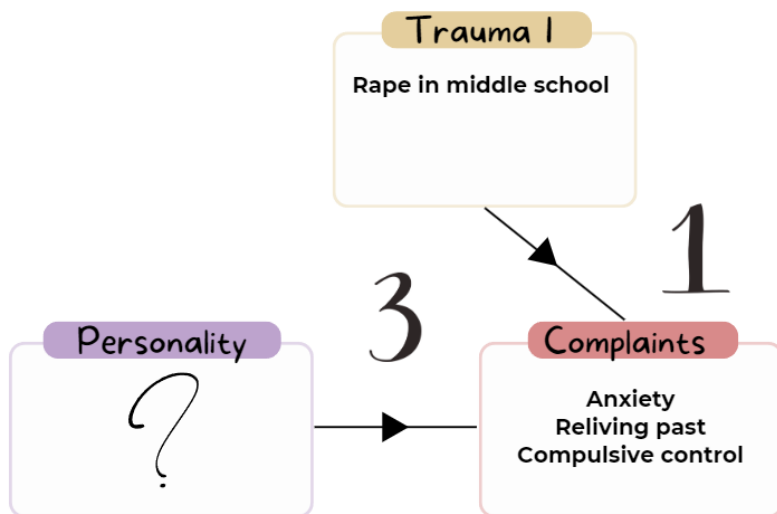 Trauma 1
Rape in middle school
1
3
Personality
?
Complaints
Anxiety
Reliving past
Compulsive control